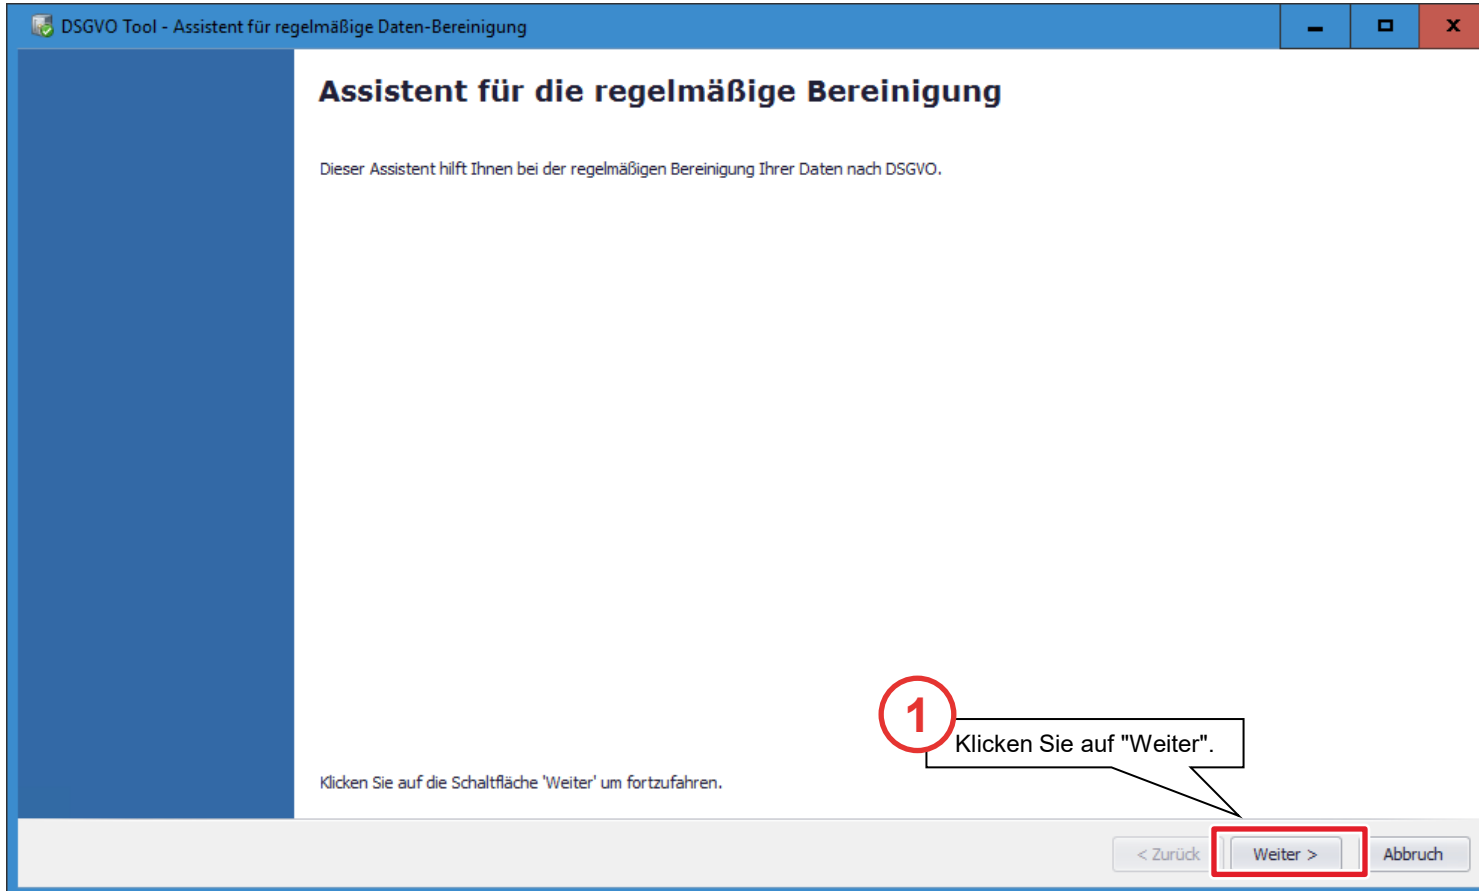 DSGVO Tool - Assistent für regelmäßige Daten-Bereinigung
Assistent für die regelmäßige Bereinigung
Dieser Assistent hilft Ihnen bei der regelmäßigen Bereinigung Ihrer Daten nach DSGVO.
1
Klicken Sie auf "Weiter".
Klicken Sie auf die Schaltfläche 'Weiter' um fortzufahren.
< Zurück
Weiter >
Abbruch